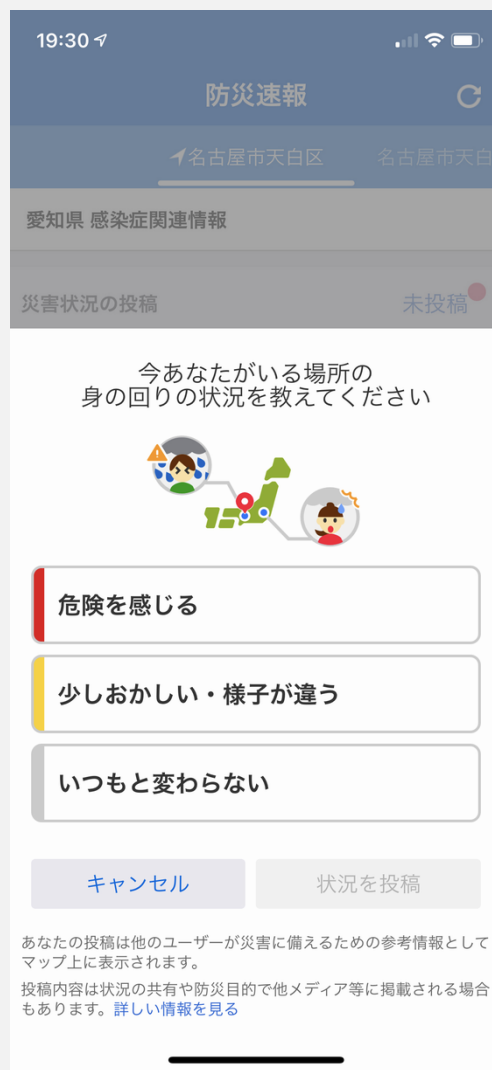 19:30
防災速報
名古屋市天白区 名古屋市天白
愛知県 感染症関連情報
災害状況の投稿 未投稿
今あなたがいる場所の
身の回りの状況を教えてください
危険を感じる
少しおかしい・様子が違う
いつもと変わらない
キャンセル 状況を投稿
あなたの投稿は他のユーザーが災害に備えるための参考情報として
マップ上に表示されます。
投稿内容は状況の共有や防災目的で他メディア等に掲載される場合
もあります。詳しい情報を見る